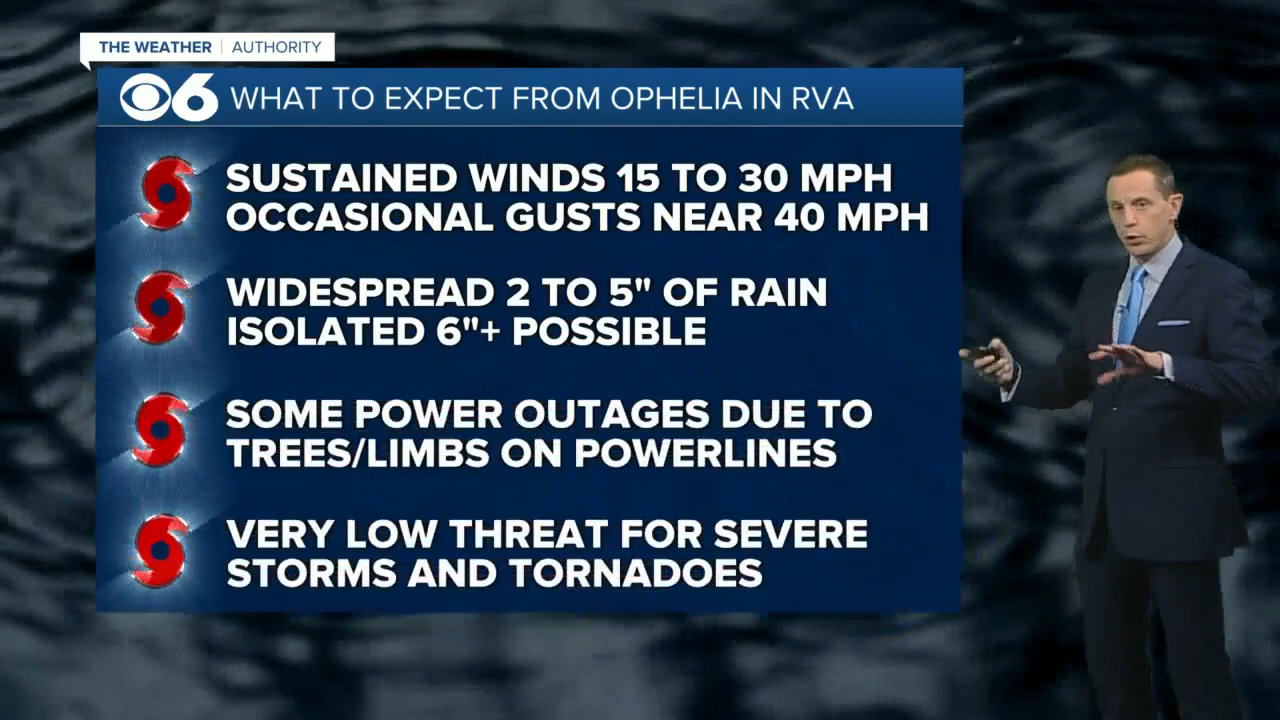 THE WEATHER | AUTHORITY
6 WHAT TO EXPECT FROM OPHELIA IN RVA
SUSTAINED WINDS 15 TO 30 MPH
OCCASIONAL GUSTS NEAR 40 MPH
WIDESPREAD 2 TO 5" OF RAIN
ISOLATED 6"+ POSSIBLE
SOME POWER OUTAGES DUE TO
TREES/LIMBS ON POWERLINES
VERY LOW THREAT FOR SEVERE
STORMS AND TORNADOES